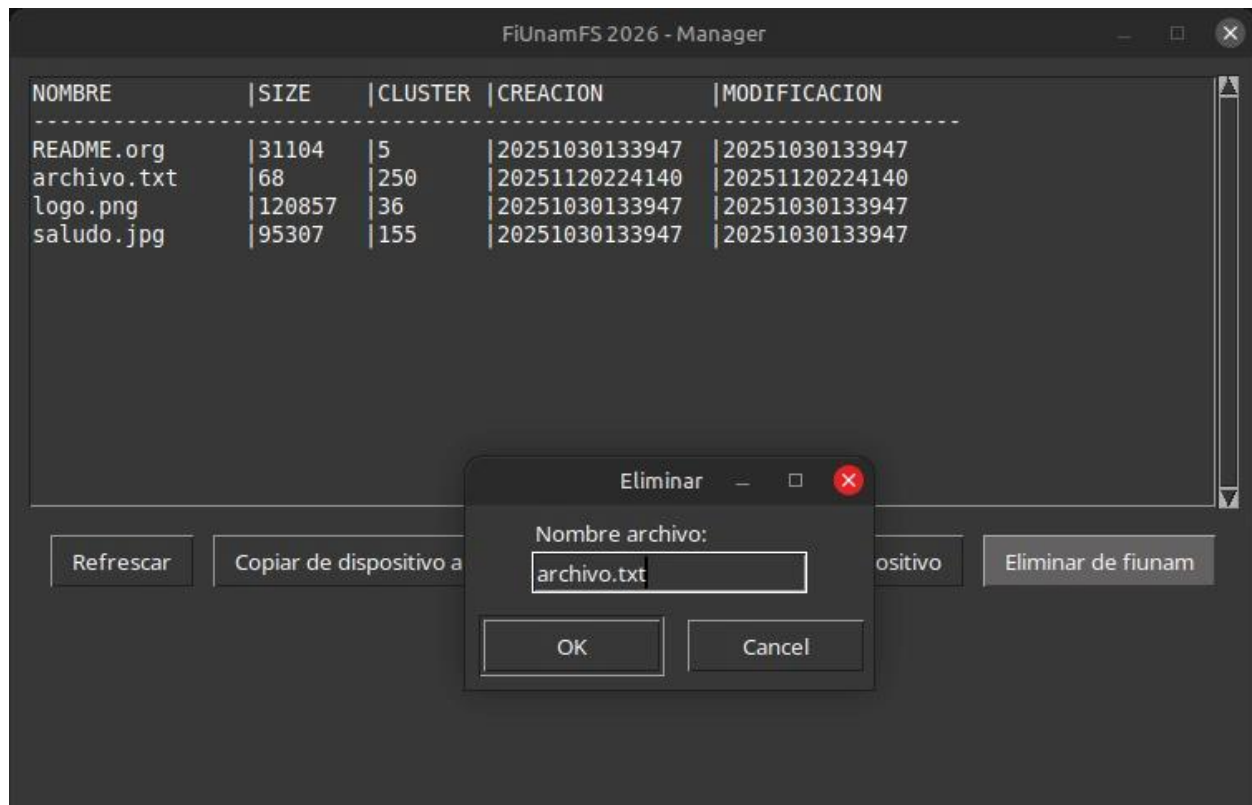 FiUnamFS 2026 - Manager
NOMBRE |SIZE |CLUSTER |CREACION |MODIFICACION
-----------------------------------------------------------------------
README.org |31104 |5 |20251030133947 |20251030133947
archivo.txt |68 |250 |20251120224140 |20251120224140
logo.png |120857 |36 |20251030133947 |20251030133947
saludo.jpg |95307 |155 |20251030133947 |20251030133947
Eliminar
Nombre archivo:
archivo.txt
OK Cancel
Refrescar Copiar de dispositivo a ositivo Eliminar de fiunam